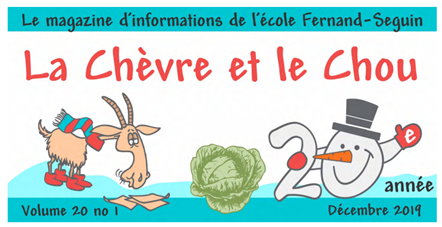 Le magazine d'informations de l'école Fernand-Seguin
La Chèvre et le Chou
20e
année
Volume 20 no 1
Décembre 2019